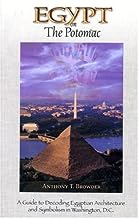 EGYPT
ON
The Potomac
ANTHONY T. BROWDER
A Guide to Decoding Egyptian Architecture
and Symbolism in Washington, D.C.